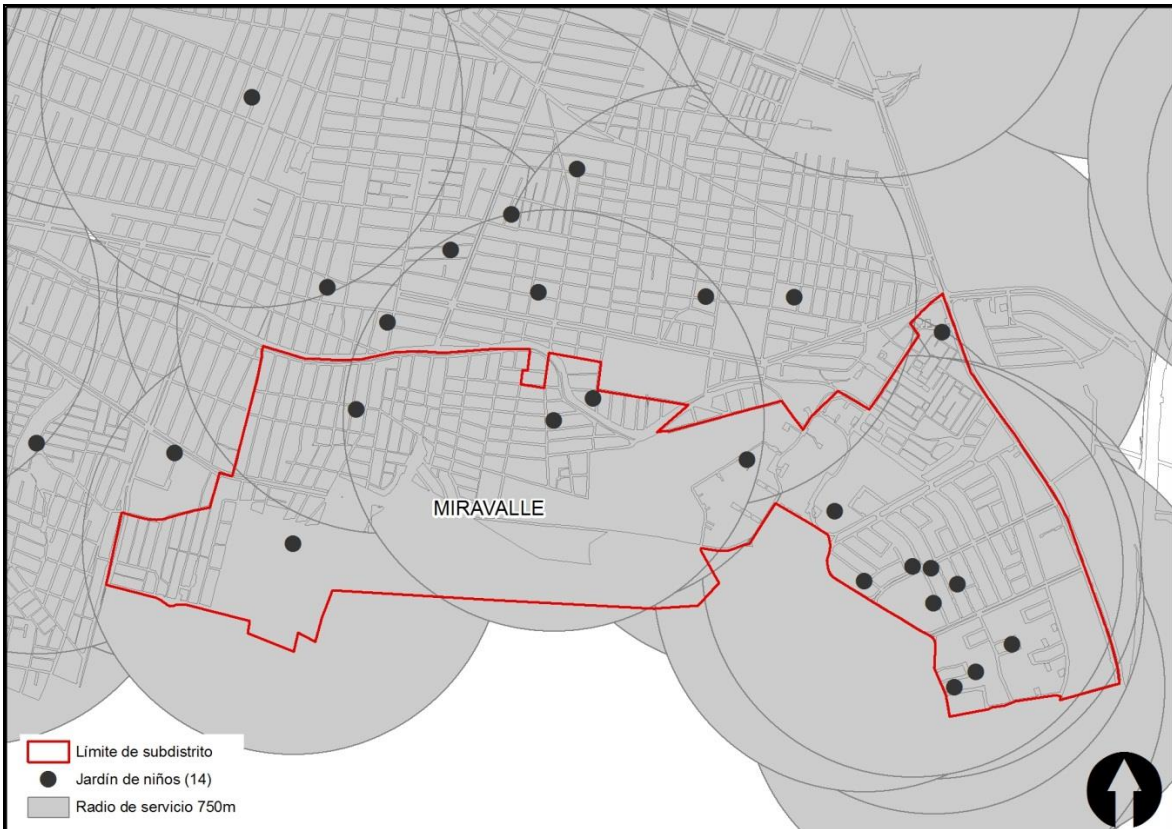 MIRAVALLE
Límite de subdistrito
Jardín de niños (14)
Radio de servicio 750m